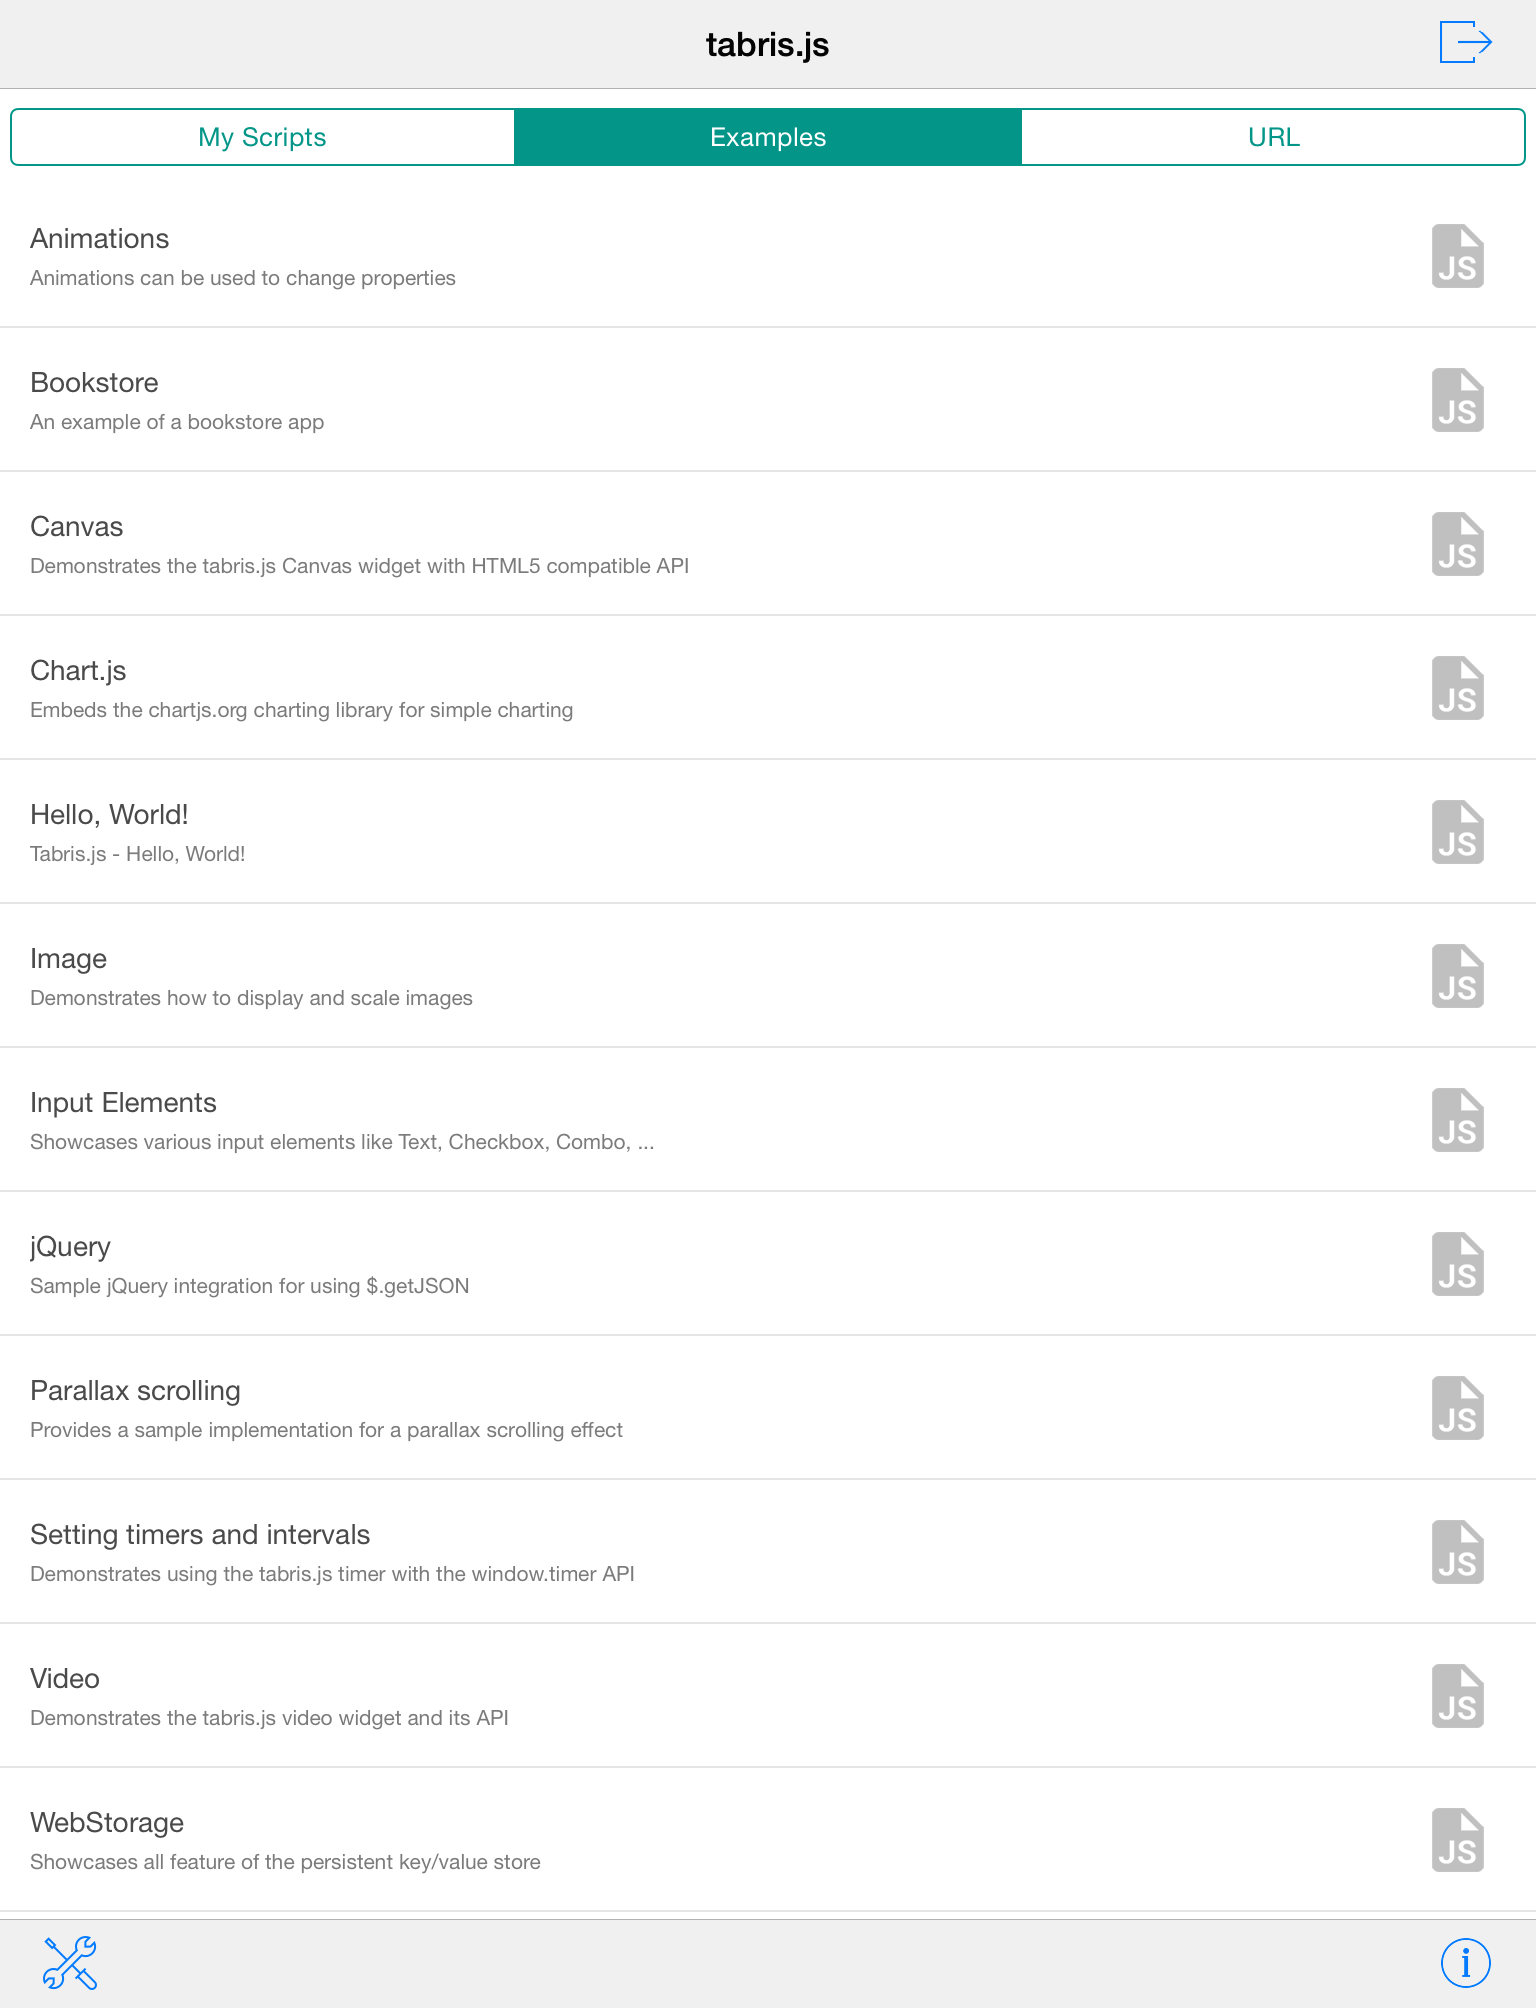 tabris.js
My Scripts
Examples
URL
Animations
Animations can be used to change properties
JS
Bookstore
An example of a bookstore app
JS
Canvas
Demonstrates the tabris.js Canvas widget with HTML5 compatible API
JS
Chart.js
Embeds the chartjs.org charting library for simple charting
JS
Hello, World!
Tabris.js - Hello, World!
JS
Image
Demonstrates how to display and scale images
JS
Input Elements
Showcases various input elements like Text, Checkbox, Combo, ...
JS
jQuery
Sample jQuery integration for using $.getJSON
JS
Parallax scrolling
Provides a sample implementation for a parallax scrolling effect
JS
Setting timers and intervals
Demonstrates using the tabris.js timer with the window.timer API
JS
Video
Demonstrates the tabris.js video widget and its API
JS
WebStorage
Showcases all feature of the persistent key/value store
JS
i